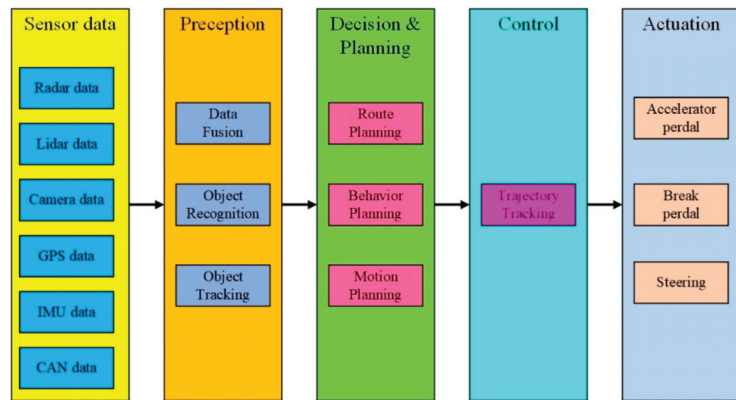 Sensor data
Radar data
Lidar data
Camera data
GPS data
IMU data
CAN data
Preception
Data
Fusion
Object
Recognition
Object
Tracking
Decision &
Planning
Route
Planning
Behavior
Planning
Motion
Planning
Control
Trajectory
Tracking
Actuation
Accelerator
perdal
Break
perdal
Steering